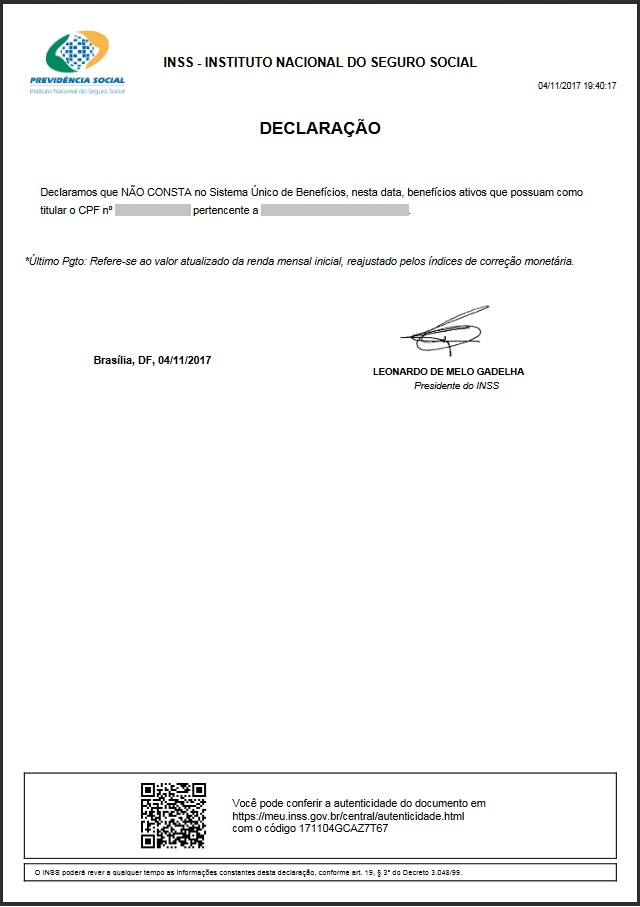 PREVIDÊNCIA SOCIAL
Instituto Nacional do Seguro Social
INSS - INSTITUTO NACIONAL DO SEGURO SOCIAL
04/11/2017 19:40:17
DECLARAÇÃO
Declaramos que NÃO CONSTA no Sistema Único de Benefícios, nesta data, benefícios ativos que possuam como
titular o CPF nº pertencente a .
*Último Pgto: Refere-se ao valor atualizado da renda mensal inicial, reajustado pelos índices de correção monetária.
Brasília, DF, 04/11/2017
LEONARDO DE MELO GADELHA
Presidente do INSS
Você pode conferir a autenticidade do documento em
https://meu.inss.gov.br/central/autenticidade.html
com o código 171104GCAZ7T67
O INSS poderá rever a qualquer tempo as informações constantes desta declaração, conforme art. 19, § 3° do Decreto 3.048/99.